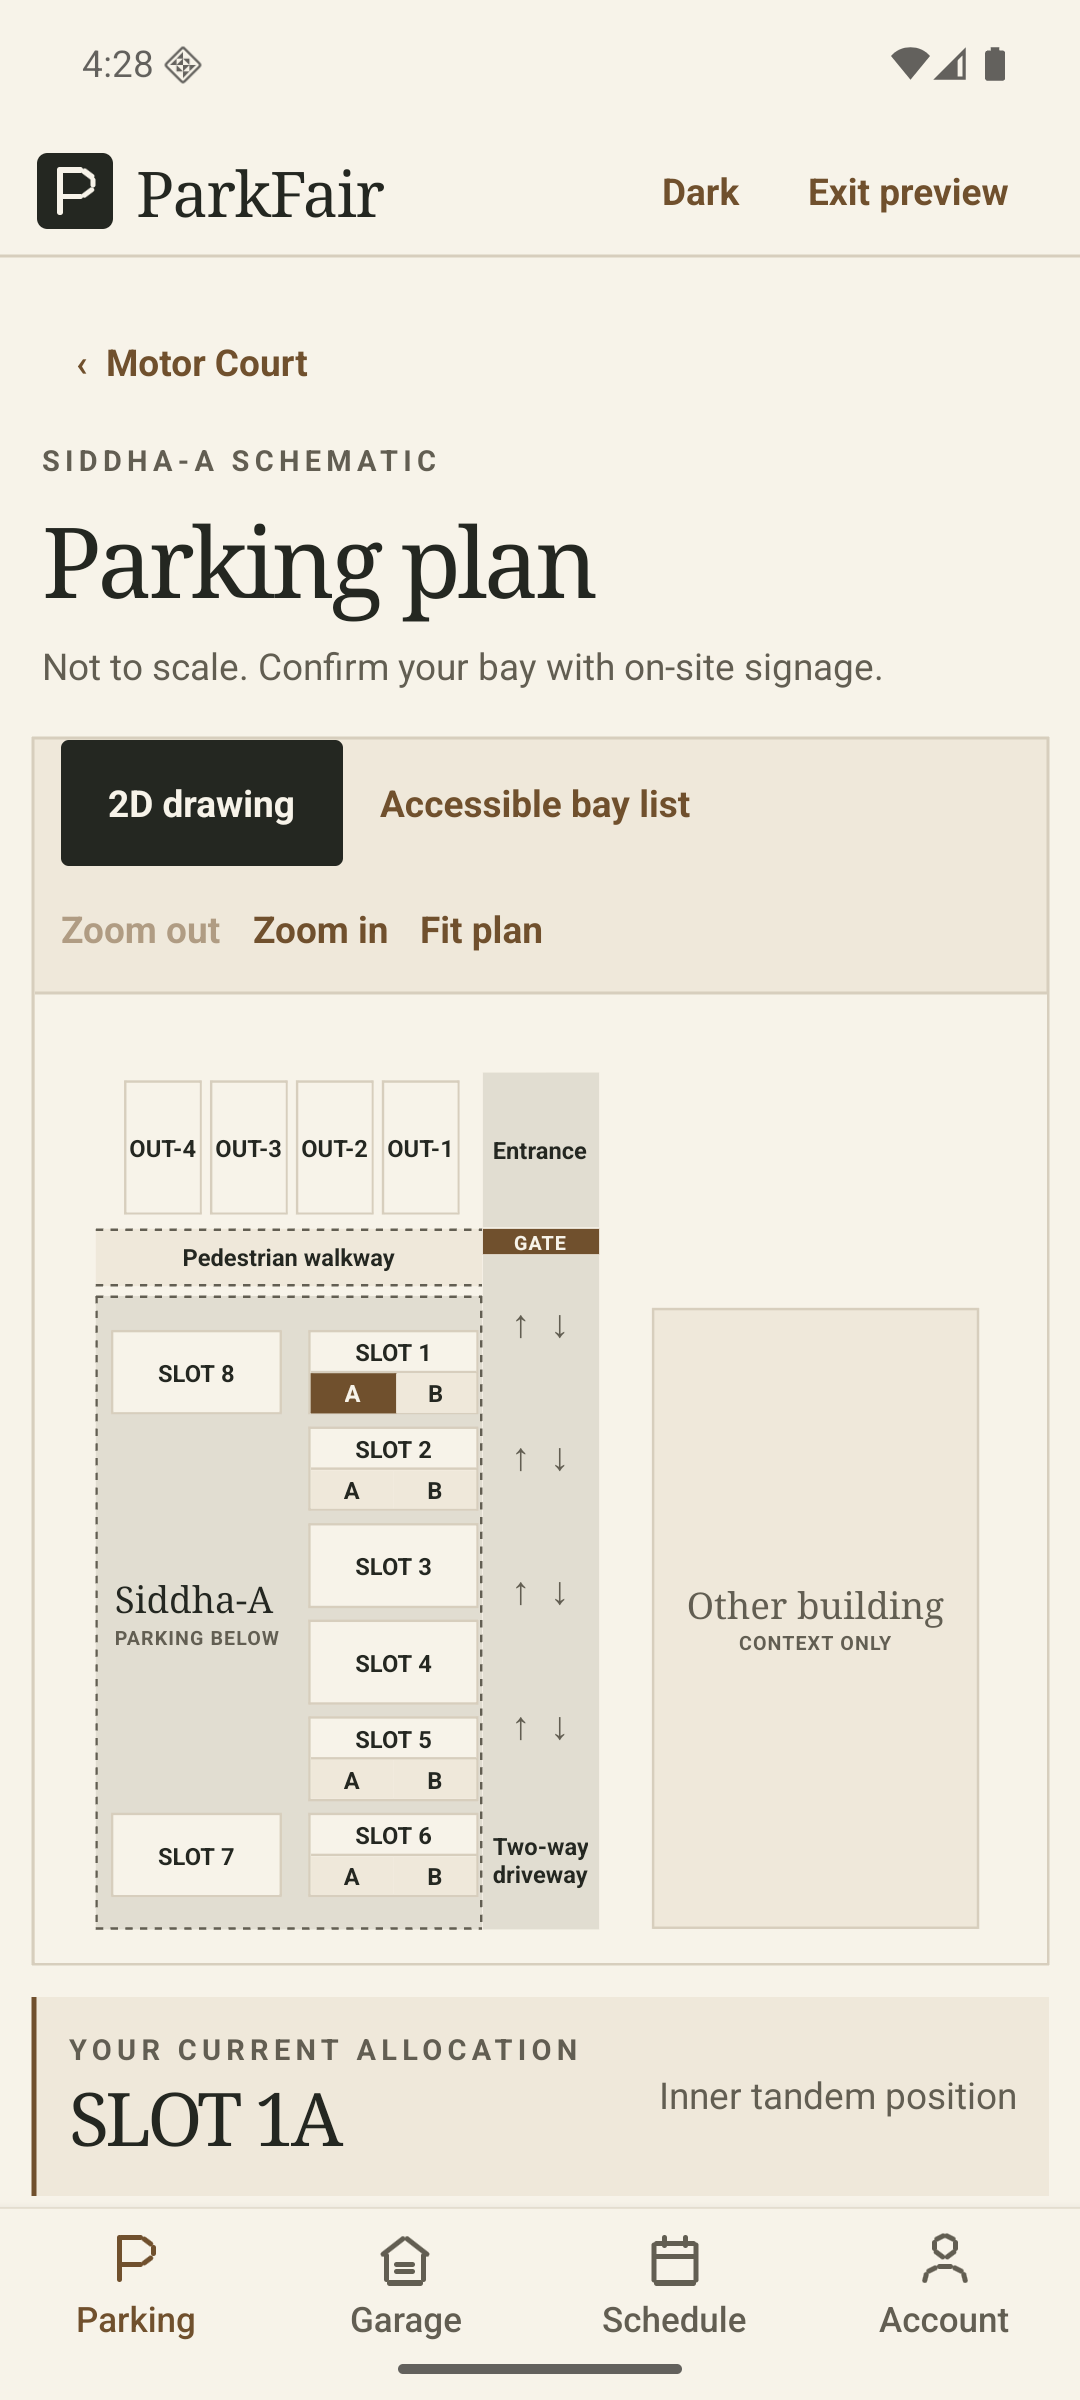 4:28
ParkFair
Dark
Exit preview
‹ Motor Court
SIDDHA-A SCHEMATIC
Parking plan
Not to scale. Confirm your bay with on-site signage.
2D drawing
Accessible bay list
Zoom out
Zoom in
Fit plan
OUT-4
OUT-3
OUT-2
OUT-1
Entrance
Pedestrian walkway
GATE
↑ ↓
SLOT 8
SLOT 1
A
B
↑ ↓
SLOT 2
A
B
SLOT 3
↑ ↓
Siddha-A
PARKING BELOW
Other building
CONTEXT ONLY
SLOT 4
↑ ↓
SLOT 5
A
B
SLOT 7
SLOT 6
A
B
Two-way
driveway
YOUR CURRENT ALLOCATION
SLOT 1A
Inner tandem position
Parking
Garage
Schedule
Account